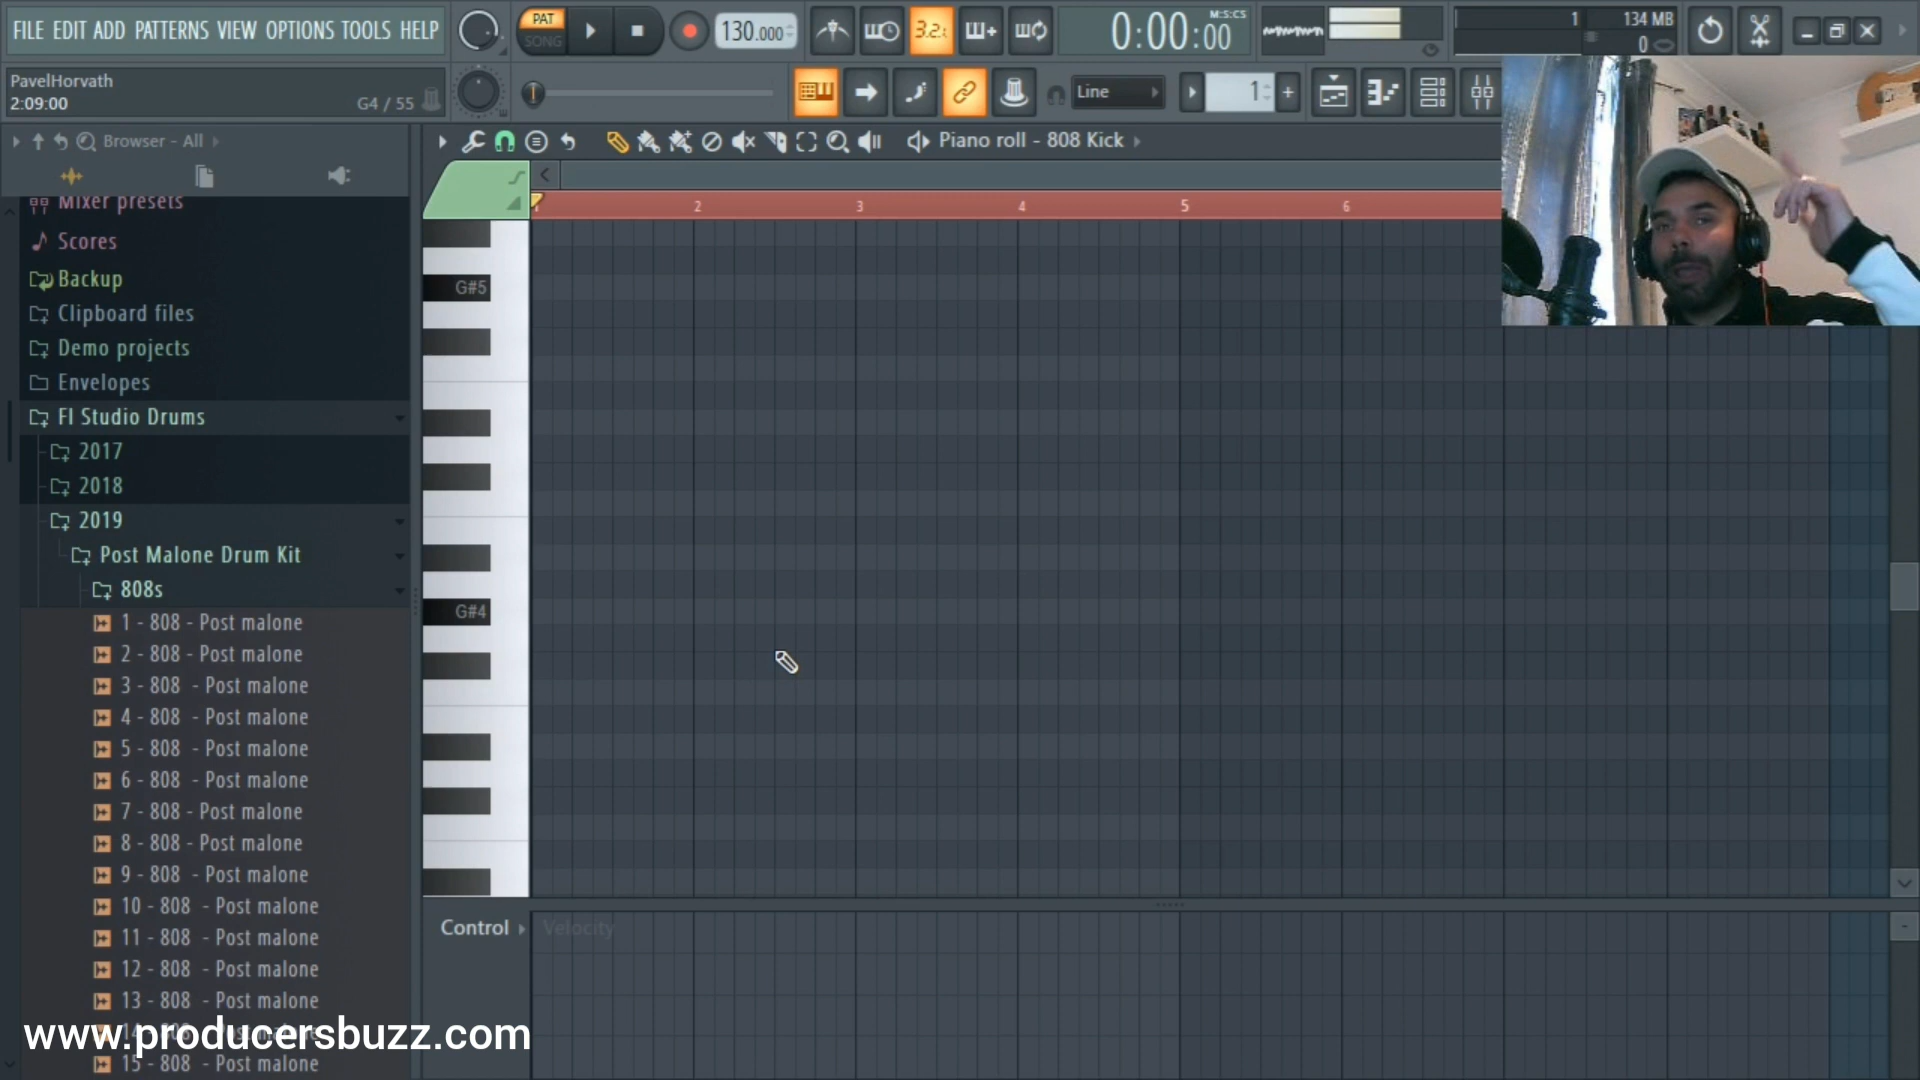 FILE EDIT ADD PATTERNS VIEW OPTIONS TOOLS HELP
PAT
SONG
130.000
3.2.
0:00:00
M:S:CS
1
134 MB
0
PavelHorvath
2:09:00
G4 / 55
Line
1
Browser - All
Piano roll - 808 Kick
Mixer presets
Scores
Backup
Clipboard files
Demo projects
Envelopes
Fl Studio Drums
2017
2018
2019
Post Malone Drum Kit
808s
1 - 808 - Post malone
2 - 808 - Post malone
3 - 808 - Post malone
4 - 808 - Post malone
5 - 808 - Post malone
6 - 808 - Post malone
7 - 808 - Post malone
8 - 808 - Post malone
9 - 808 - Post malone
10 - 808 - Post malone
11 - 808 - Post malone
12 - 808 - Post malone
13 - 808 - Post malone
15 - 808 - Post malone
2
3
4
5
6
G#5
G#4
Control
Velocity
www.producersbuzz.com